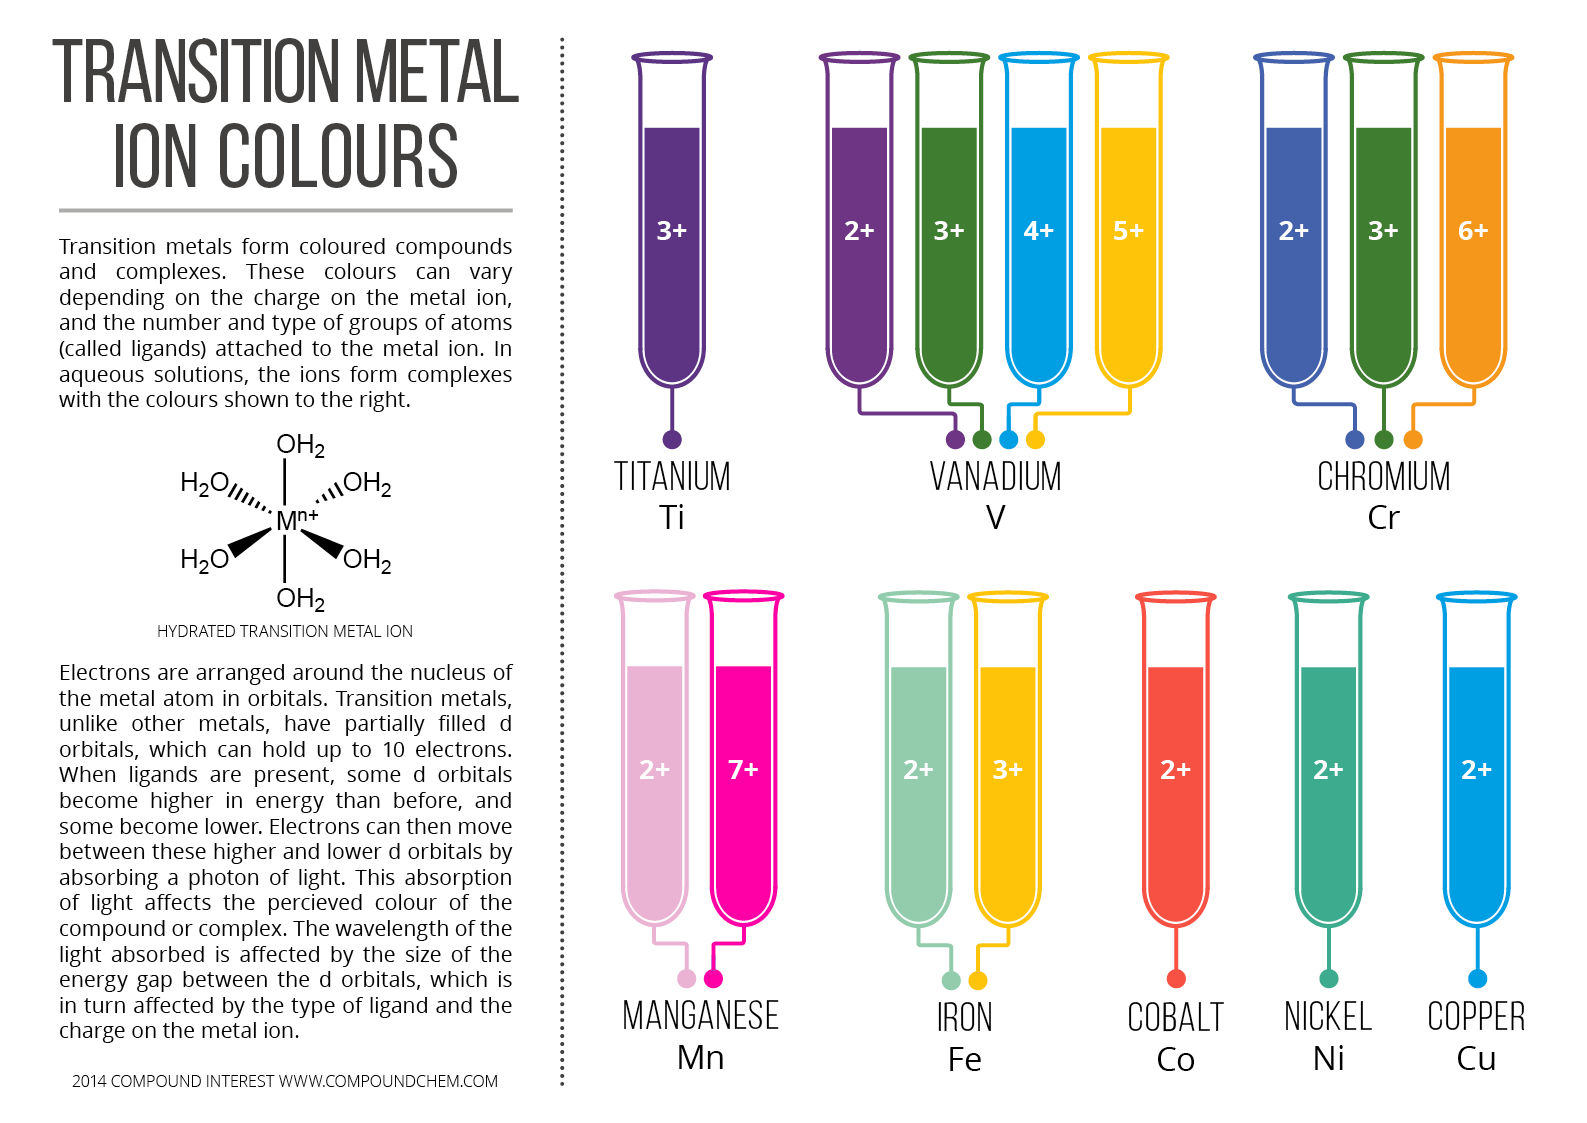 TRANSITION METAL
ION COLOURS
Transition metals form coloured compounds
and complexes. These colours can vary
depending on the charge on the metal ion,
and the number and type of groups of atoms
(called ligands) attached to the metal ion. In
aqueous solutions, the ions form complexes
with the colours shown to the right.
OH2
H2O OH2
Mn+
H2O OH2
OH2
HYDRATED TRANSITION METAL ION
Electrons are arranged around the nucleus of
the metal atom in orbitals. Transition metals,
unlike other metals, have partially filled d
orbitals, which can hold up to 10 electrons.
When ligands are present, some d orbitals
become higher in energy than before, and
some become lower. Electrons can then move
between these higher and lower d orbitals by
absorbing a photon of light. This absorption
of light affects the percieved colour of the
compound or complex. The wavelength of the
light absorbed is affected by the size of the
energy gap between the d orbitals, which is
in turn affected by the type of ligand and the
charge on the metal ion.
2014 COMPOUND INTEREST WWW.COMPOUNDCHEM.COM
3+
TITANIUM
Ti
2+ 3+ 4+ 5+
VANADIUM
V
2+ 3+ 6+
CHROMIUM
Cr
2+ 7+
MANGANESE
Mn
2+ 3+
IRON
Fe
2+
COBALT
Co
2+
NICKEL
Ni
2+
COPPER
Cu